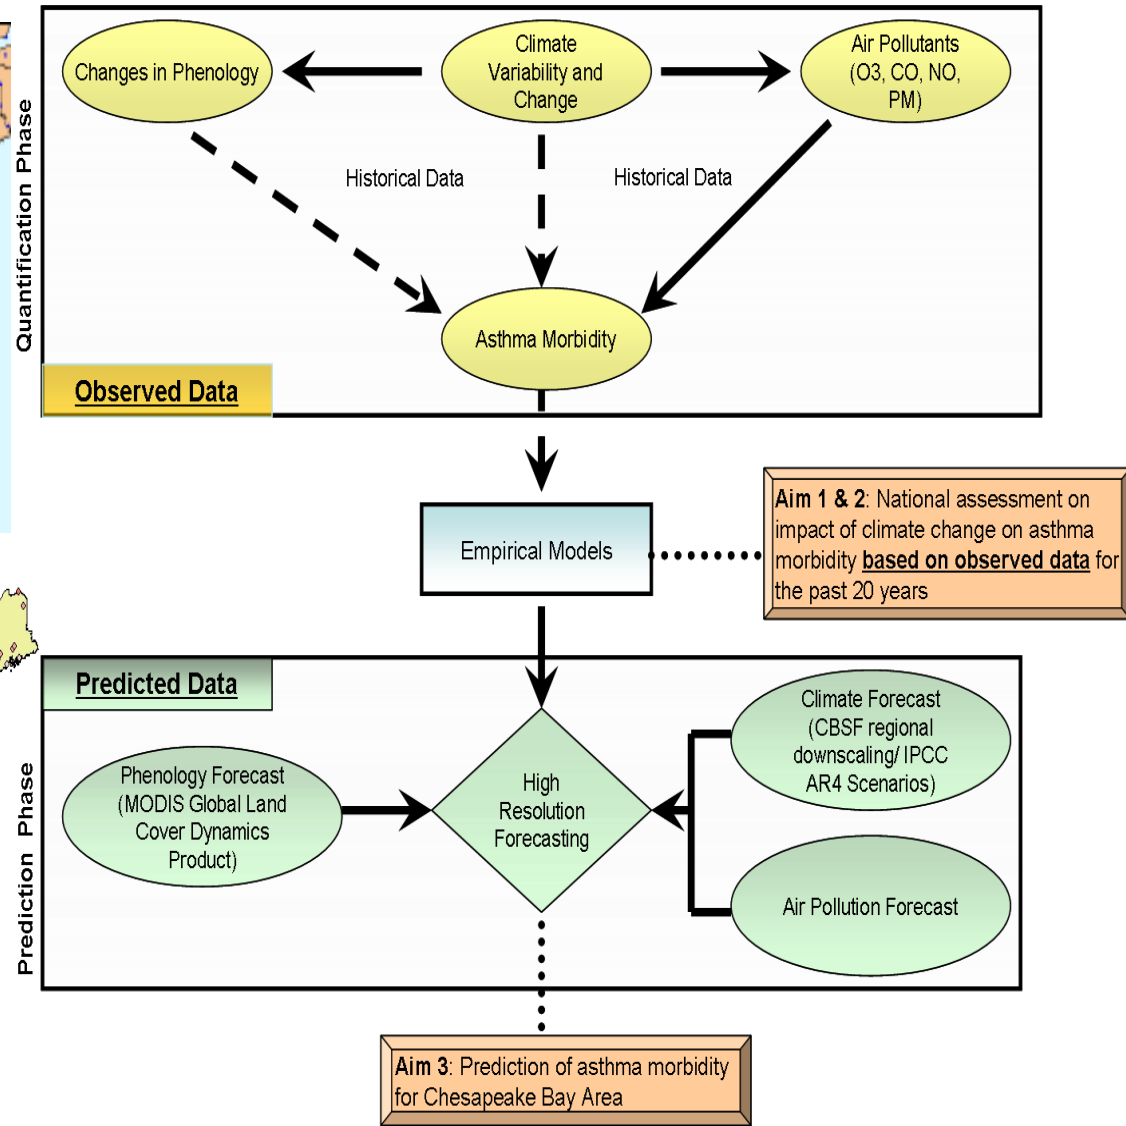 Quantification Phase
Changes in Phenology
Climate
Variability and
Change
Air Pollutants
(O3, CO, NO,
PM)
Historical Data
Historical Data
Asthma Morbidity
Observed Data
Empirical Models
Aim 1 & 2: National assessment on
impact of climate change on asthma
morbidity based on observed data for
the past 20 years
Prediction Phase
Predicted Data
Phenology Forecast
(MODIS Global Land
Cover Dynamics
Product)
High
Resolution
Forecasting
Climate Forecast
(CBSF regional
downscaling/ IPCC
AR4 Scenarios)
Air Pollution Forecast
Aim 3: Prediction of asthma morbidity
for Chesapeake Bay Area